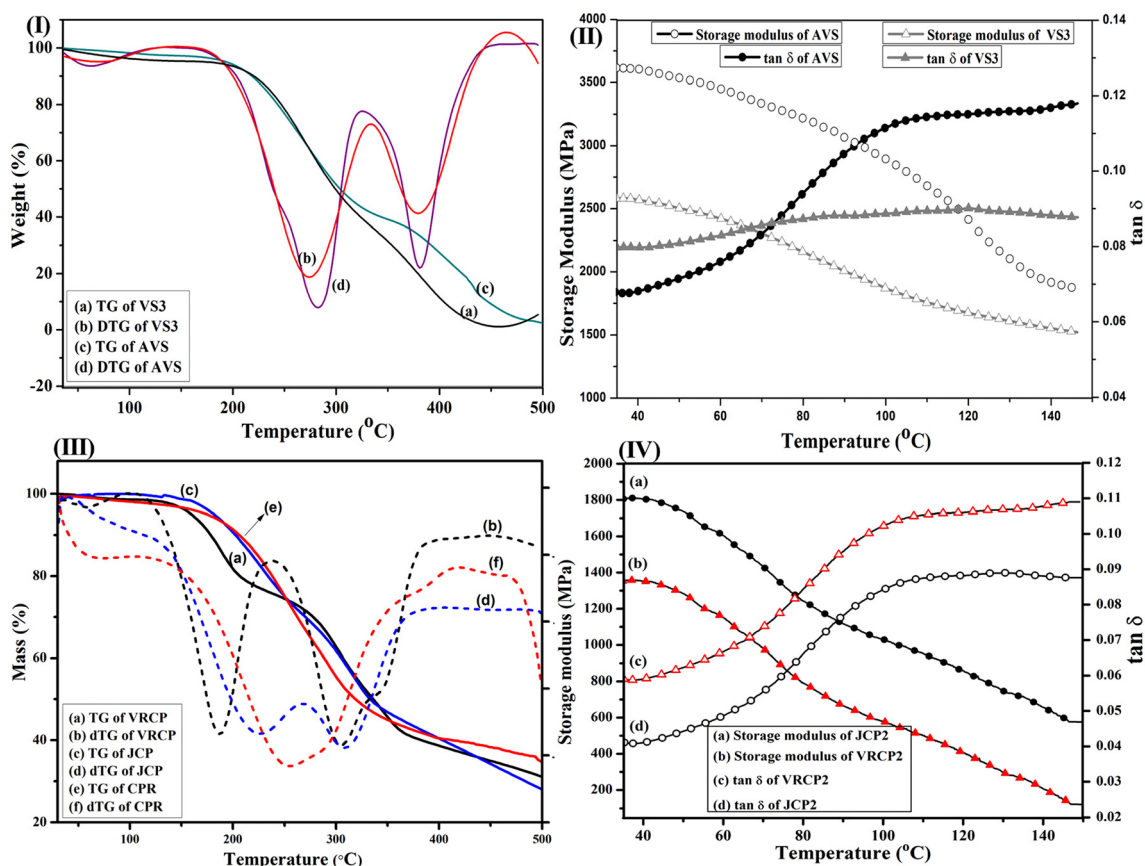 (I)
Weight (%)
100
80
60
40
20
0
-20
(b)
(d)
(c)
(a)
(a) TG of VS3
(b) DTG of VS3
(c) TG of AVS
(d) DTG of AVS
100
200
300
400
500
Temperature (°C)
(II)
Storage Modulus (MPa)
4000
3500
3000
2500
2000
1500
1000
Storage modulus of AVS
Storage modulus of VS3
tan δ of AVS
tan δ of VS3
0.14
0.12
0.10
0.08
0.06
0.04
tan δ
40
60
80
100
120
140
Temperature (°C)
(III)
Mass (%)
100
80
60
40
20
(c)
(e)
(a)
(b)
(f)
(d)
(a) TG of VRCP
(b) dTG of VRCP
(c) TG of JCP
(d) dTG of JCP
(e) TG of CPR
(f) dTG of CPR
100
200
300
400
500
Temperature (°C)
(IV)
Storage modulus (MPa)
2000
1800
1600
1400
1200
1000
800
600
400
200
0
(a)
(b)
(c)
(d)
(a) Storage modulus of JCP2
(b) Storage modulus of VRCP2
(c) tan δ of VRCP2
(d) tan δ of JCP2
0.12
0.11
0.10
0.09
0.08
0.07
0.06
0.05
0.04
0.03
0.02
tan δ
40
60
80
100
120
140
Temperature (°C)